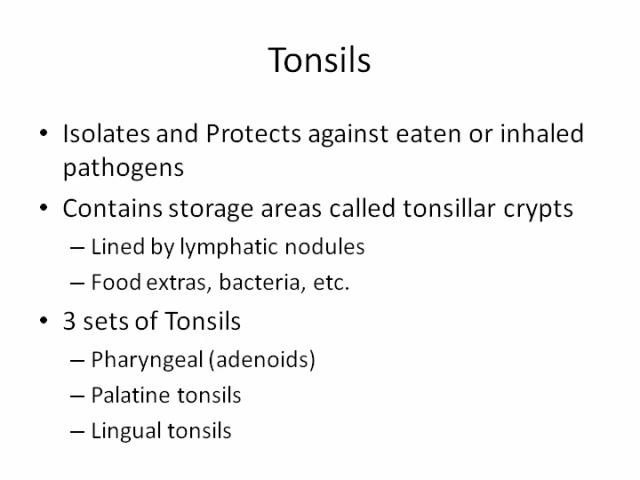 Tonsils
• Isolates and Protects against eaten or inhaled
pathogens
• Contains storage areas called tonsillar crypts
– Lined by lymphatic nodules
– Food extras, bacteria, etc.
• 3 sets of Tonsils
– Pharyngeal (adenoids)
– Palatine tonsils
– Lingual tonsils